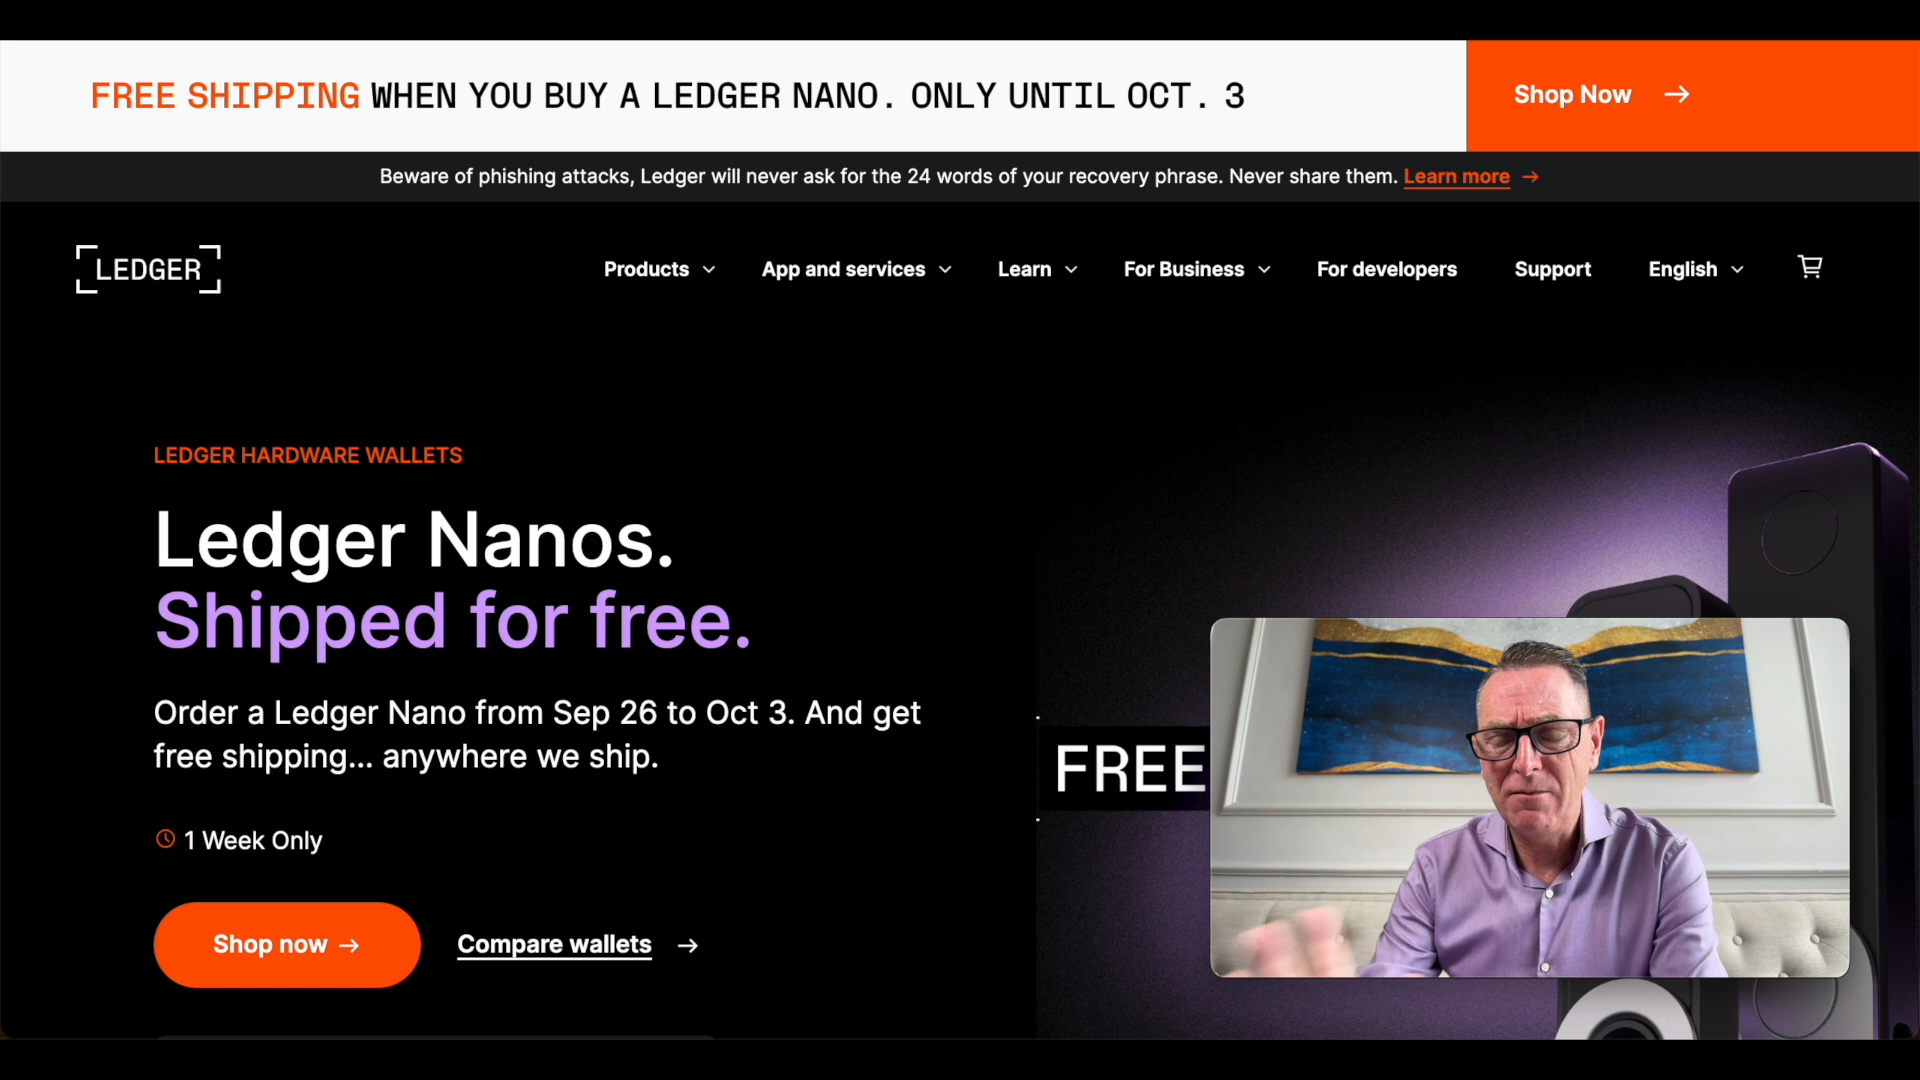 FREE SHIPPING WHEN YOU BUY A LEDGER NANO. ONLY UNTIL OCT. 3
Shop Now →
Beware of phishing attacks, Ledger will never ask for the 24 words of your recovery phrase. Never share them. Learn more →
LEDGER
Products
App and services
Learn
For Business
For developers
Support
English
LEDGER HARDWARE WALLETS
Ledger Nanos.
Shipped for free.
Order a Ledger Nano from Sep 26 to Oct 3. And get
free shipping... anywhere we ship.
1 Week Only
FREE
Shop now →
Compare wallets →